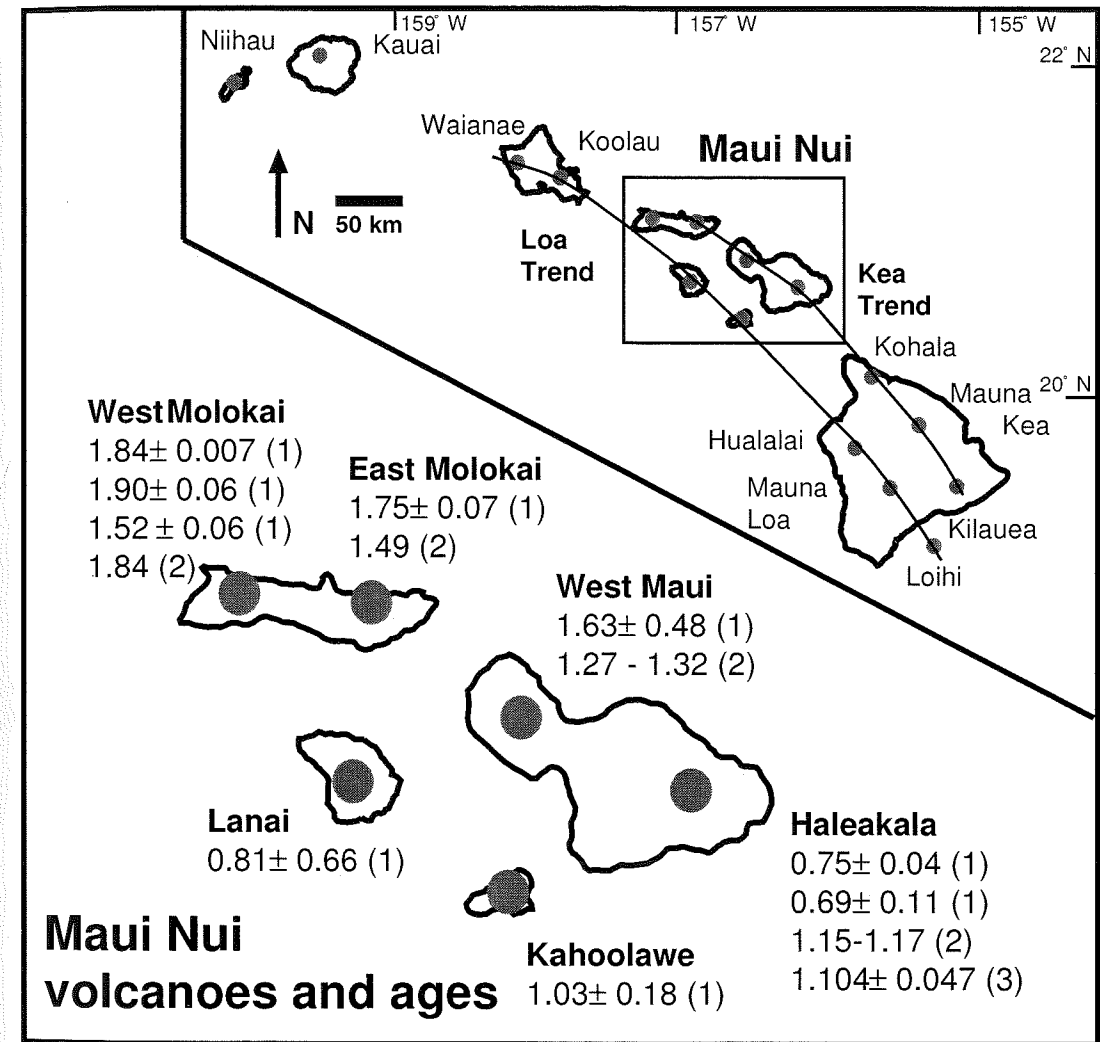 159° W
157° W
155° W
Niihau
Kauai
22° N
Waianae
Koolau
Maui Nui
N
50 km
Loa
Trend
Kea
Trend
Kohala
20° N
Mauna
Kea
Hualalai
Mauna
Loa
Kilauea
Loihi
West Molokai
1.84± 0.007 (1)
1.90± 0.06 (1)
1.52 ± 0.06 (1)
1.84 (2)
East Molokai
1.75± 0.07 (1)
1.49 (2)
West Maui
1.63± 0.48 (1)
1.27 - 1.32 (2)
Lanai
0.81± 0.66 (1)
Haleakala
0.75± 0.04 (1)
0.69± 0.11 (1)
1.15-1.17 (2)
1.104± 0.047 (3)
Kahoolawe
1.03± 0.18 (1)
Maui Nui
volcanoes and ages